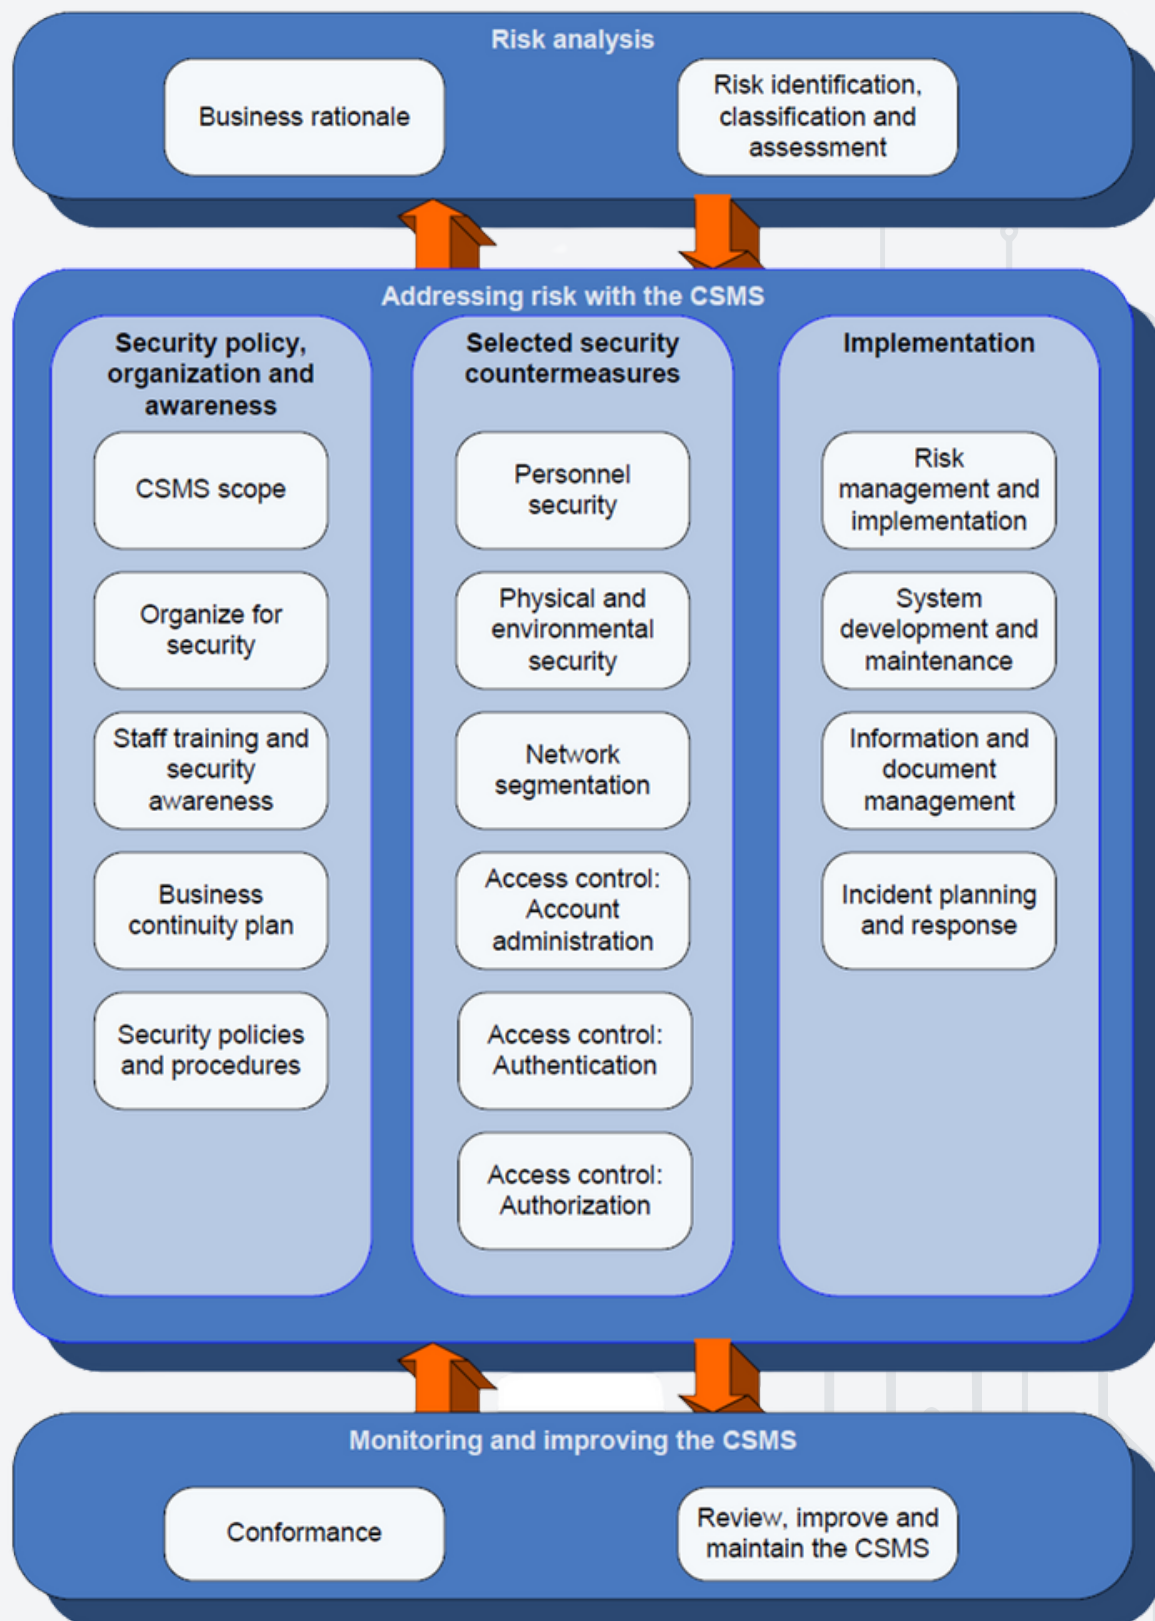 Risk analysis
Business rationale
Risk identification,
classification and
assessment
Addressing risk with the CSMS
Security policy,
organization and
awareness
CSMS scope
Organize for
security
Staff training and
security
awareness
Business
continuity plan
Security policies
and procedures
Selected security
countermeasures
Personnel
security
Physical and
environmental
security
Network
segmentation
Access control:
Account
administration
Access control:
Authentication
Access control:
Authorization
Implementation
Risk
management and
implementation
System
development and
maintenance
Information and
document
management
Incident planning
and response
Monitoring and improving the CSMS
Conformance
Review, improve and
maintain the CSMS